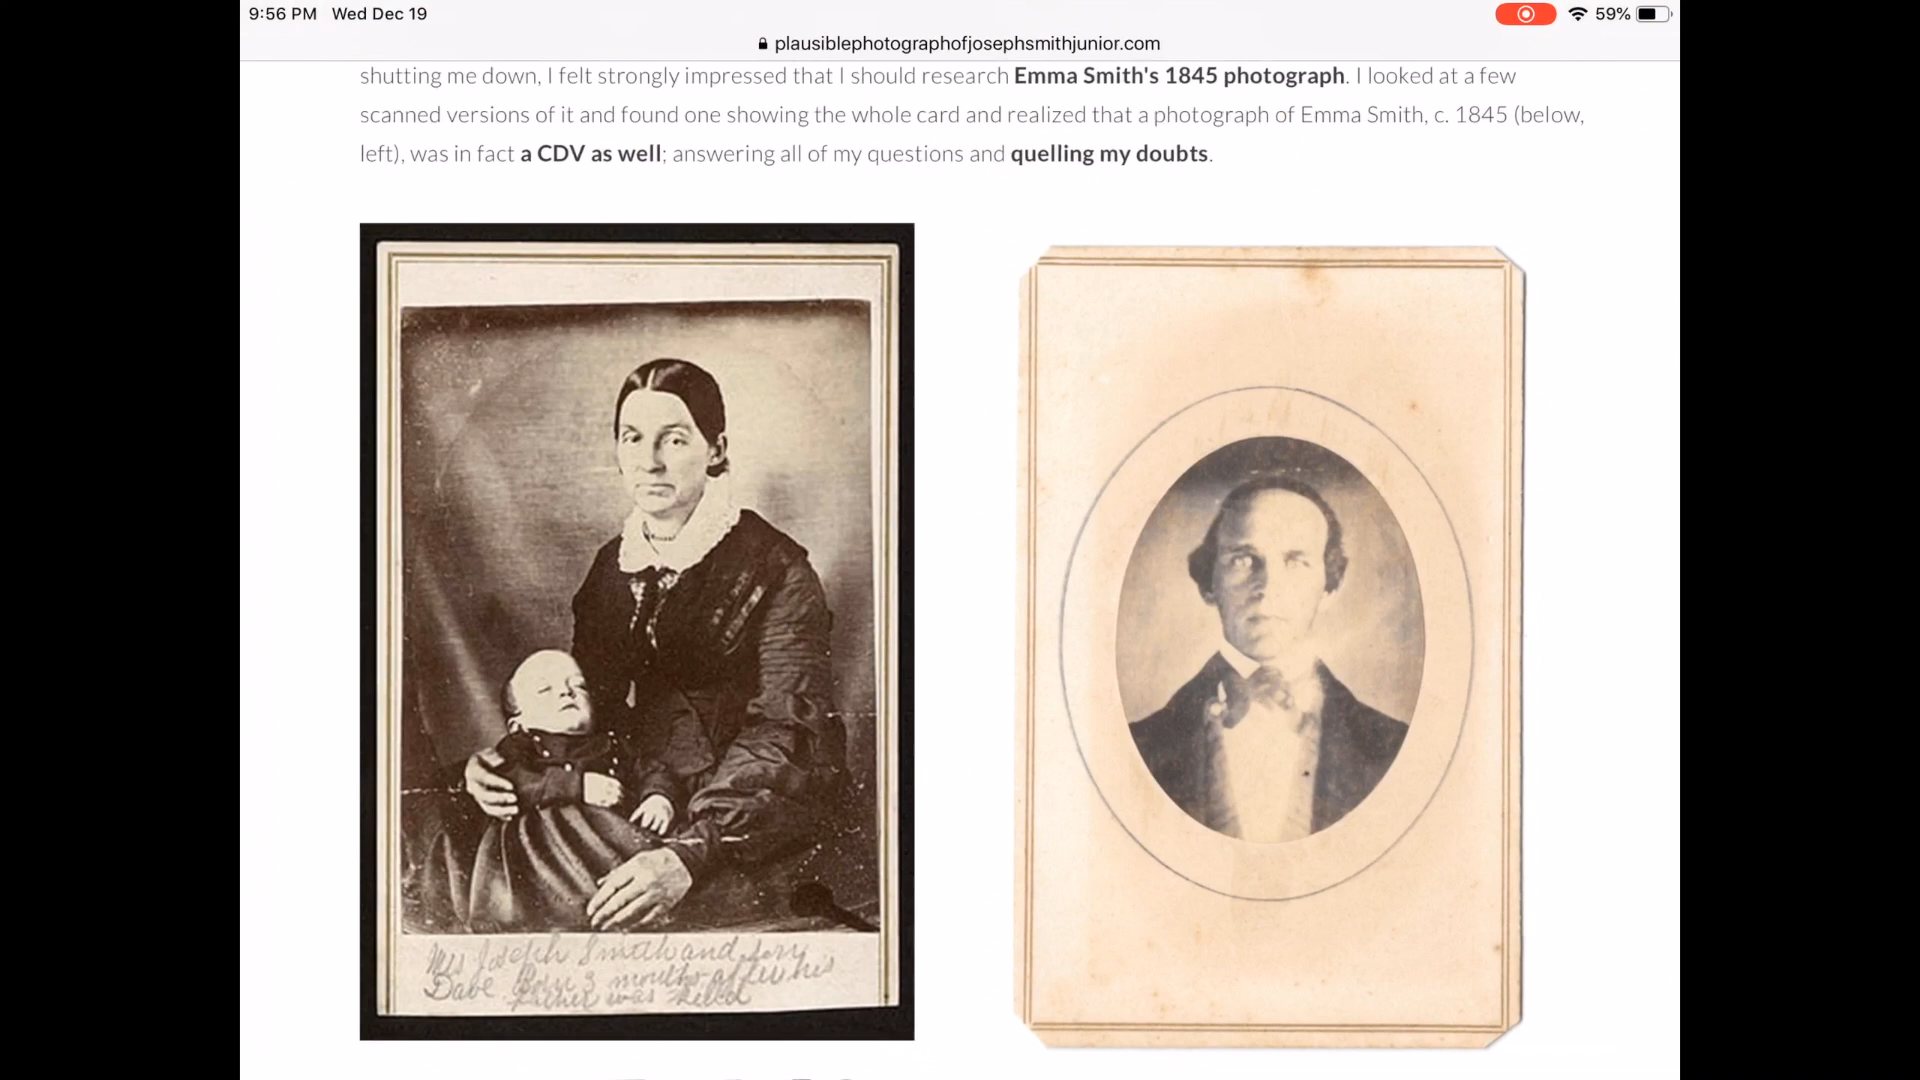 9:56 PM Wed Dec 19
59%
plausiblephotographofjosephsmithjunior.com
shutting me down, I felt strongly impressed that I should research Emma Smith's 1845 photograph. I looked at a few
scanned versions of it and found one showing the whole card and realized that a photograph of Emma Smith, c. 1845 (below,
left), was in fact a CDV as well; answering all of my questions and quelling my doubts.
Mrs Joseph Smith and Son
Dave Born 3 months after his
father was killed